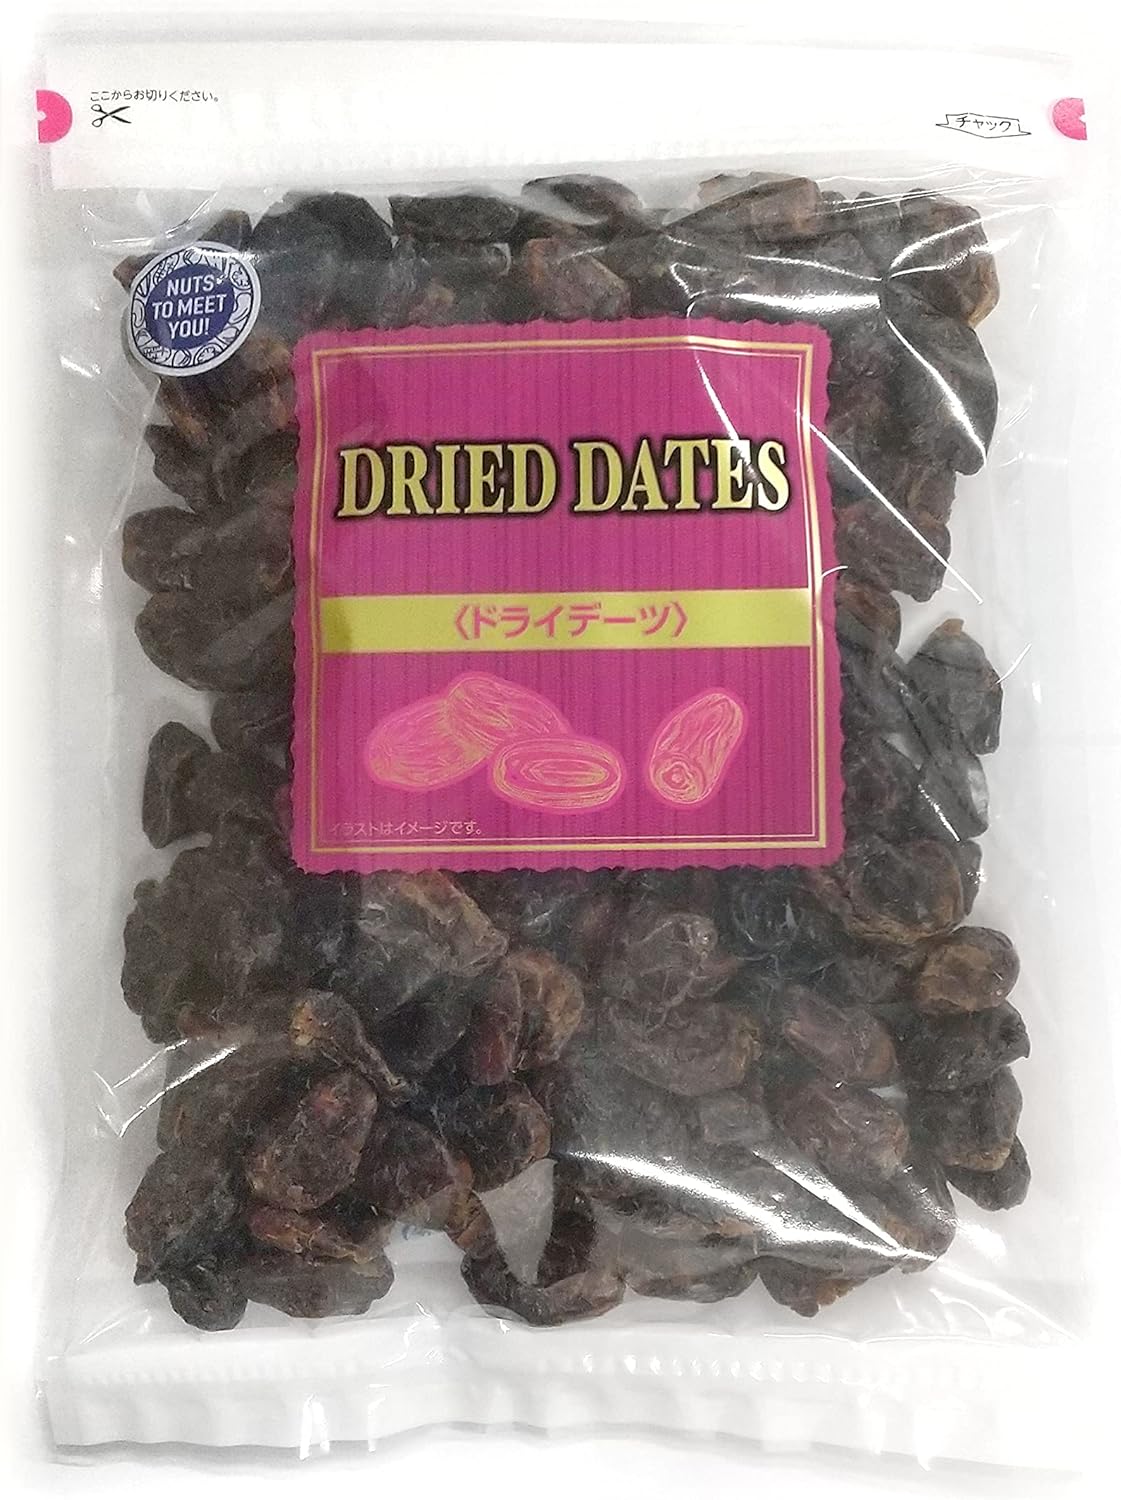 ここからお切りください。
チャック
NUTS
TO MEET
YOU!
DRIED DATES
〈ドライデーツ〉
イラストはイメージです。